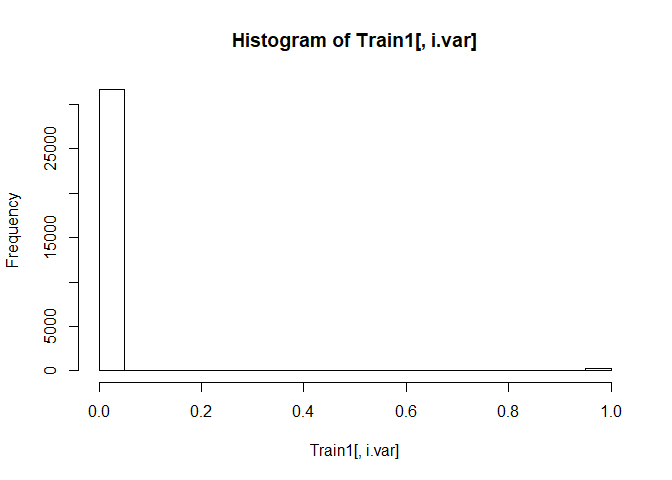 Histogram of Train1[, i.var]
Frequency
25000
15000
5000
0
0.0 0.2 0.4 0.6 0.8 1.0
Train1[, i.var]